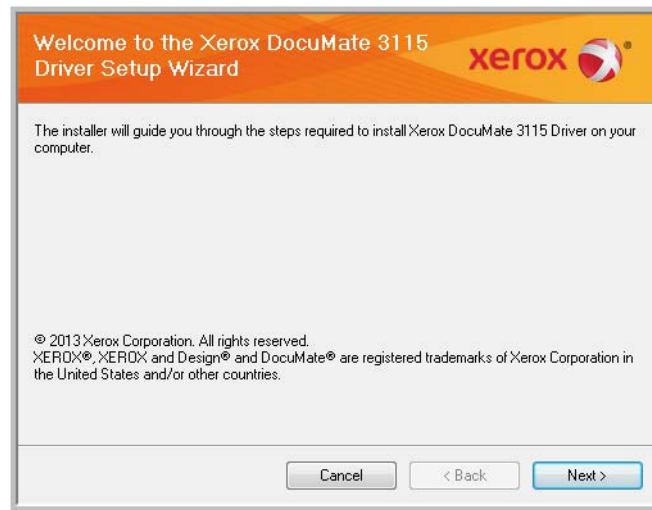 Welcome to the Xerox DocuMate 3115
Driver Setup Wizard
xerox
The installer will guide you through the steps required to install Xerox DocuMate 3115 Driver on your
computer.
© 2013 Xerox Corporation. All rights reserved.
XEROX®, XEROX and Design® and DocuMate® are registered trademarks of Xerox Corporation in
the United States and/or other countries.
Cancel
< Back
Next >